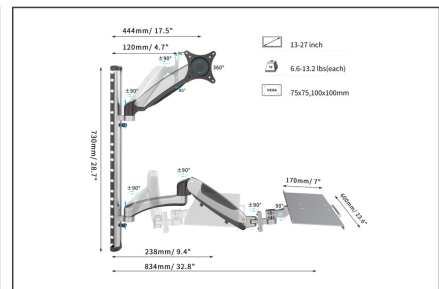 444mm/ 17.5"
120mm/ 4.7"
360°
±90°
85°
±90°
730mm/ 28.7"
13-27 inch
kg
6.6-13.2 lbs(each)
VESA
75x75,100x100mm
±90°
±90°
±90°
90°
170mm/ 7"
600mm/ 23.6"
238mm/ 9.4"
834mm/ 32.8"